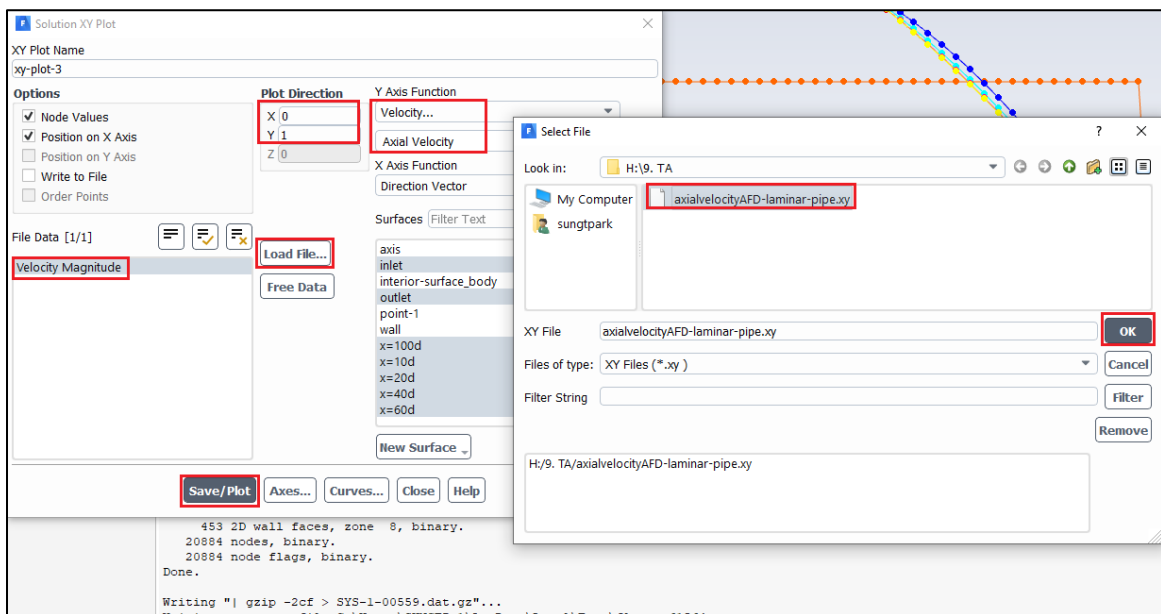 Solution XY Plot
XY Plot Name
xy-plot-3
Options
Node Values
Position on X Axis
Position on Y Axis
Write to File
Order Points
Plot Direction
X 0
Y 1
Z 0
Y Axis Function
Velocity...
Axial Velocity
X Axis Function
Direction Vector
File Data [1/1]
Velocity Magnitude
Load File...
Free Data
Surfaces Filter Text
axis
inlet
interior-surface_body
outlet
point-1
wall
x=100d
x=10d
x=20d
x=40d
x=60d
New Surface
Save/Plot Axes... Curves... Close Help
Select File ?
Look in: H:\9. TA
My Computer
sungtpark
axialvelocityAFD-laminar-pipe.xy
XY File axialvelocityAFD-laminar-pipe.xy OK
Files of type: XY Files (*.xy ) Cancel
Filter String Filter
Remove
H:/9. TA/axialvelocityAFD-laminar-pipe.xy
453 2D wall faces, zone 8, binary.
20884 nodes, binary.
20884 node flags, binary.
Done.
Writing "| gzip -2cf > SYS-1-00559.dat.gz"...